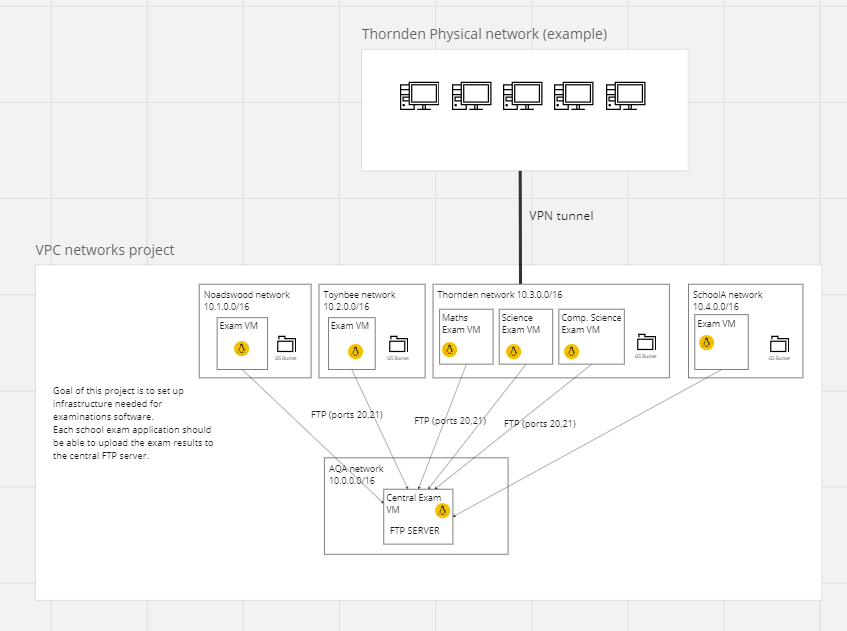 Thornden Physical network (example)
VPN tunnel
VPC networks project
Noadswood network
10.1.0.0/16
Exam VM
GS Bucket
Toynbee network
10.2.0.0/16
Exam VM
GS Bucket
Thornden network 10.3.0.0/16
Maths
Exam VM
Science
Exam VM
Comp. Science
Exam VM
GS Bucket
SchoolA network
10.4.0.0/16
Exam VM
GS Bucket
Goal of this project is to set up
infrastructure needed for
examinations software.
Each school exam application should
be able to upload the exam results to
the central FTP server.
FTP (ports 20,21)
FTP (ports 20,21)
FTP (ports 20,21)
AQA network
10.0.0.0/16
Central Exam
VM
FTP SERVER